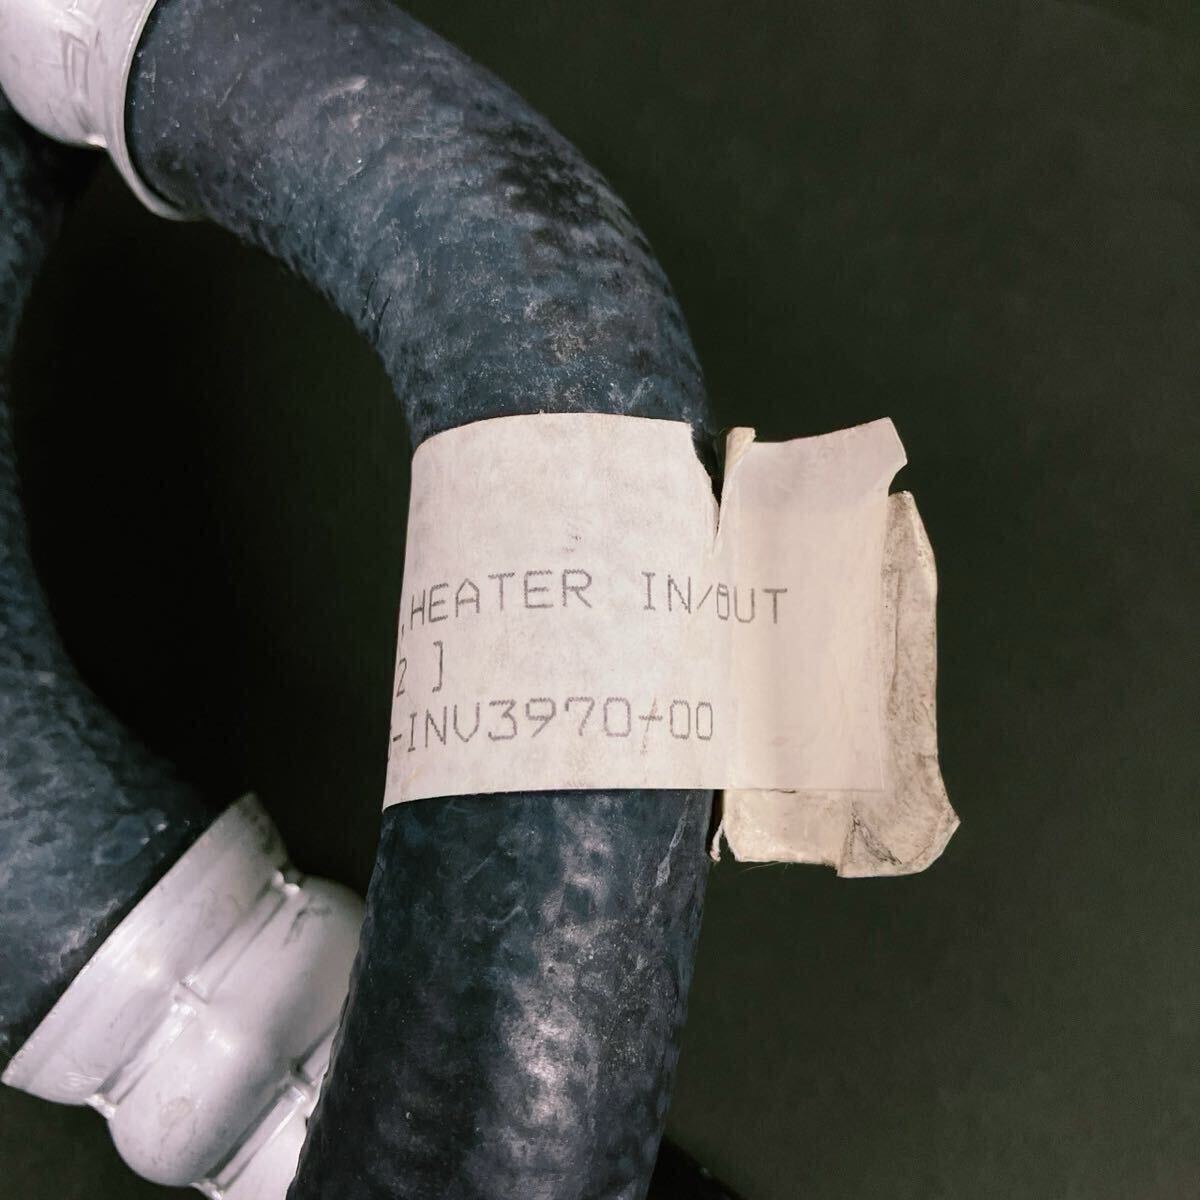 ,HEATER IN/OUT
2 ]
-INV3970-00